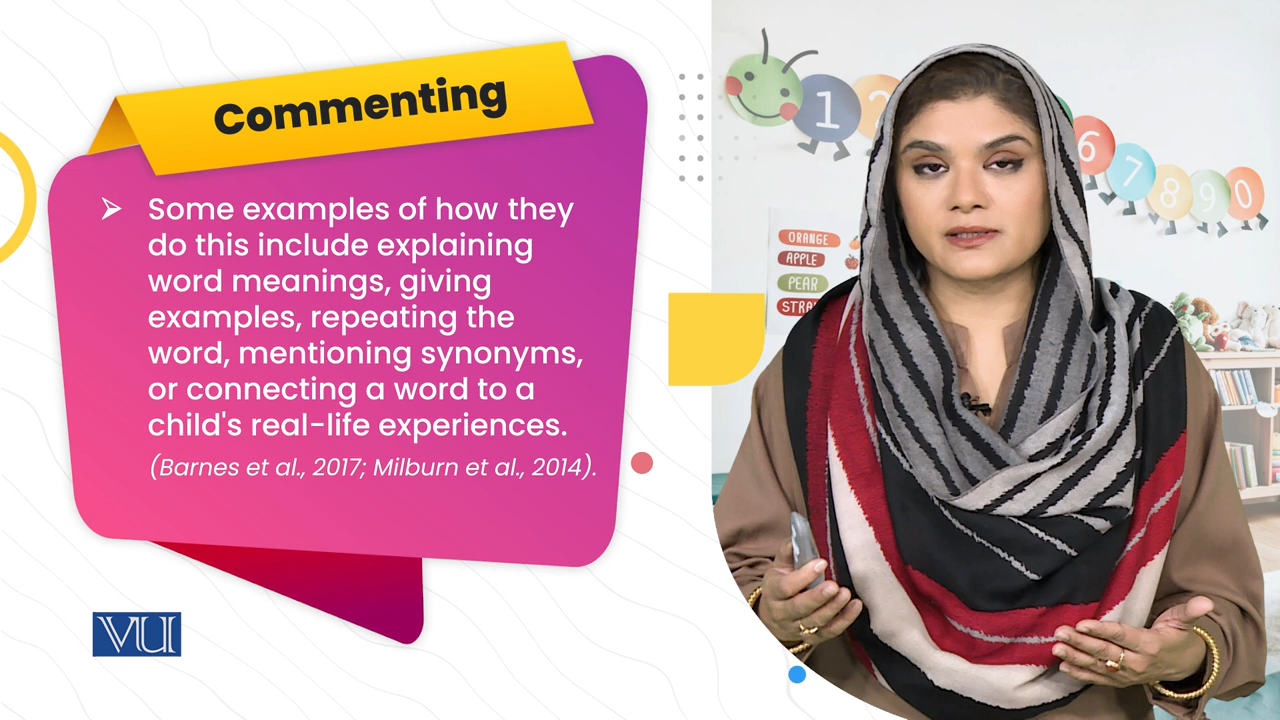 Commenting
➢ Some examples of how they
do this include explaining
word meanings, giving
examples, repeating the
word, mentioning synonyms,
or connecting a word to a
child's real-life experiences.
(Barnes et al., 2017; Milburn et al., 2014).
VU
1 2
6 7 8 9 0
ORANGE
APPLE
PEAR